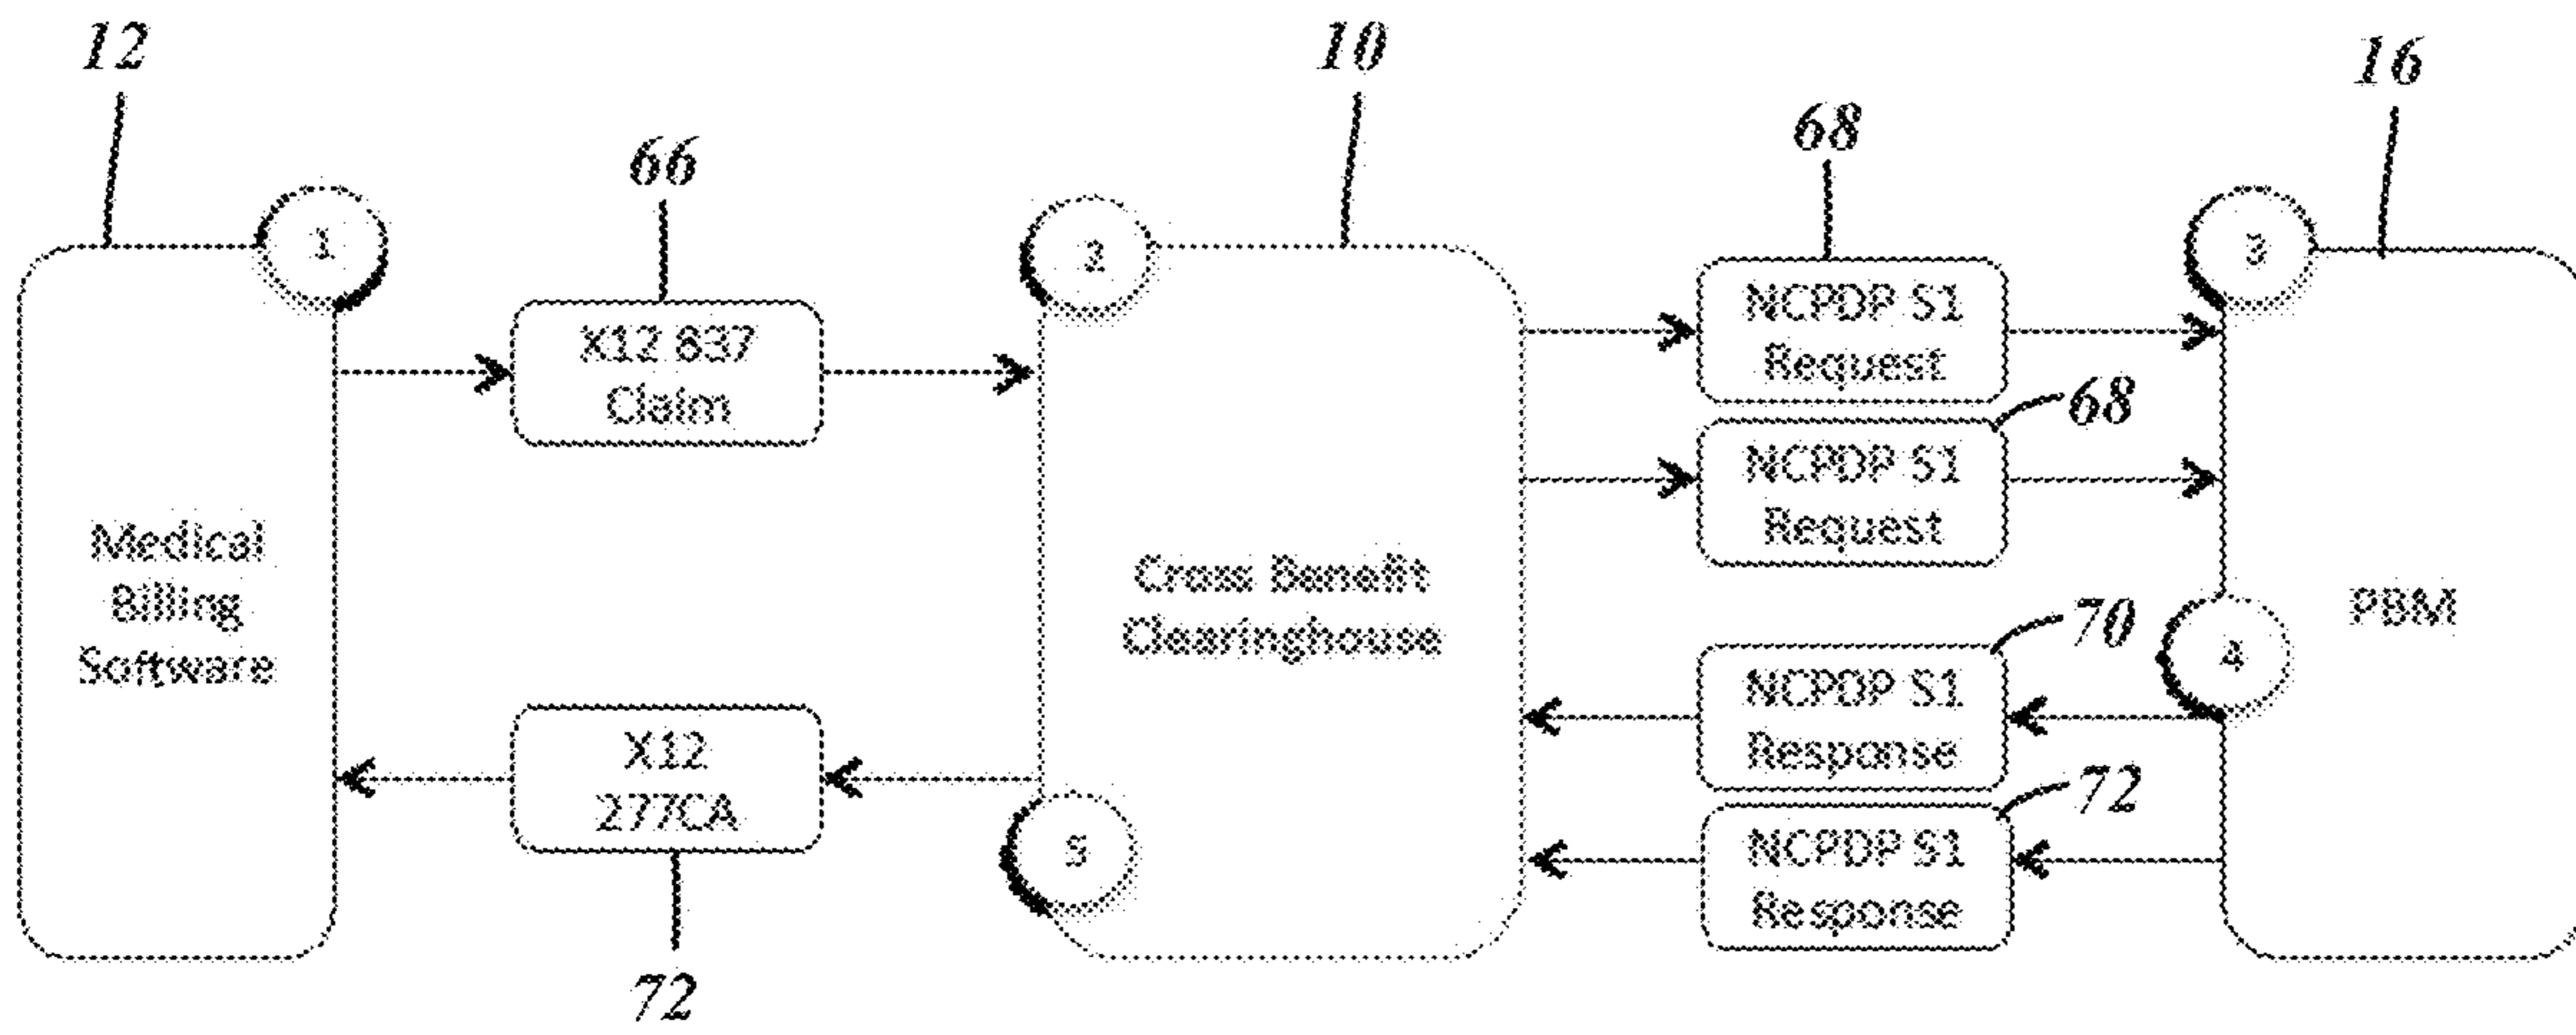 12
10
16
66
68
1
2
3
X12 837
Claim
NCPDP S1
Request
68
NCPDP S1
Request
Medical
Billing
Software
Cross Benefit
Clearinghouse
PBM
70
4
NCPDP S1
Response
X12
277CA
72
5
NCPDP S1
Response
72